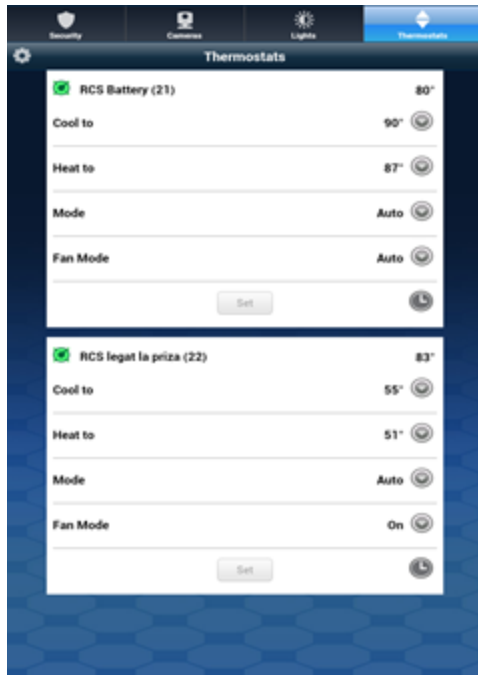 Security Cameras Lights Thermostats
Thermostats
RCS Battery (21) 80°
Cool to 90°
Heat to 87°
Mode Auto
Fan Mode Auto
Set
RCS legat la priza (22) 83°
Cool to 55°
Heat to 51°
Mode Auto
Fan Mode On
Set